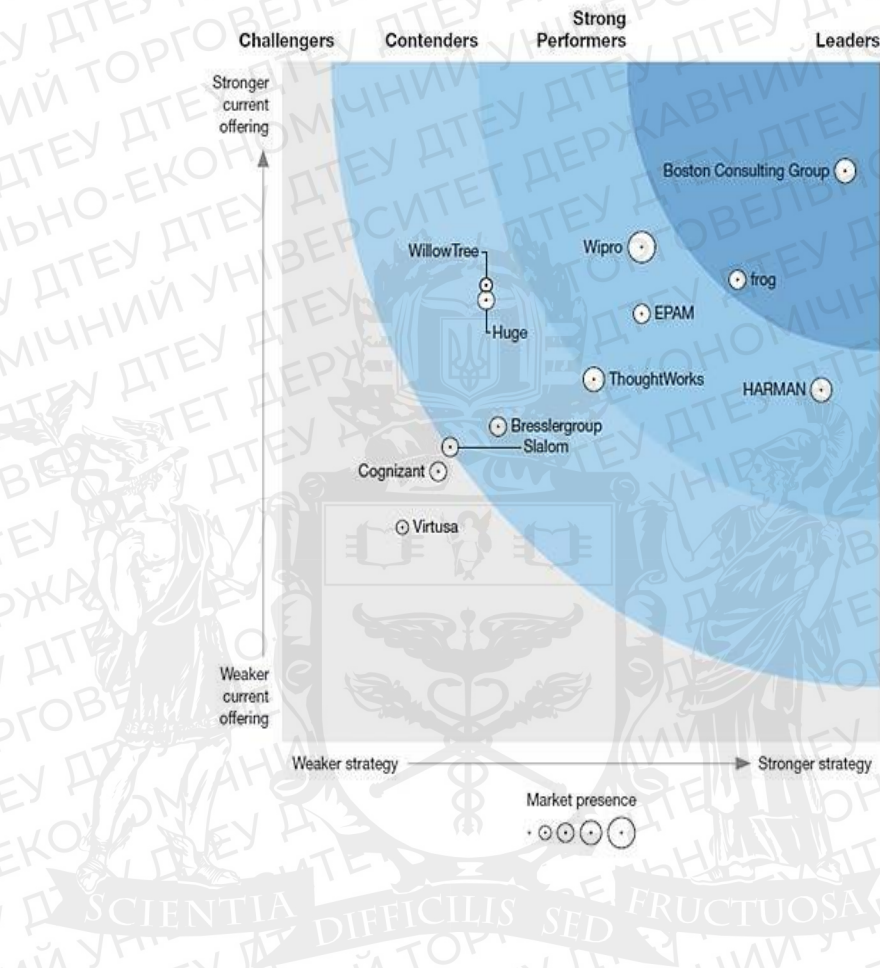 Strong
Challengers Contenders Performers Leaders
Stronger
current
offering
Boston Consulting Group
Wipro
WillowTree
frog
EPAM
Huge
ThoughtWorks
HARMAN
Bresslergroup
Slalom
Cognizant
Virtusa
Weaker
current
offering
Weaker strategy Stronger strategy
Market presence
SCIENTIA DIFFICILIS SED FRUCTUOSA